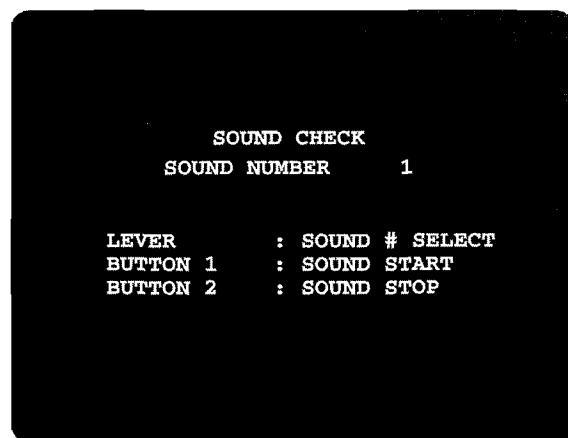 SOUND CHECK
SOUND NUMBER 1
LEVER : SOUND # SELECT
BUTTON 1 : SOUND START
BUTTON 2 : SOUND STOP